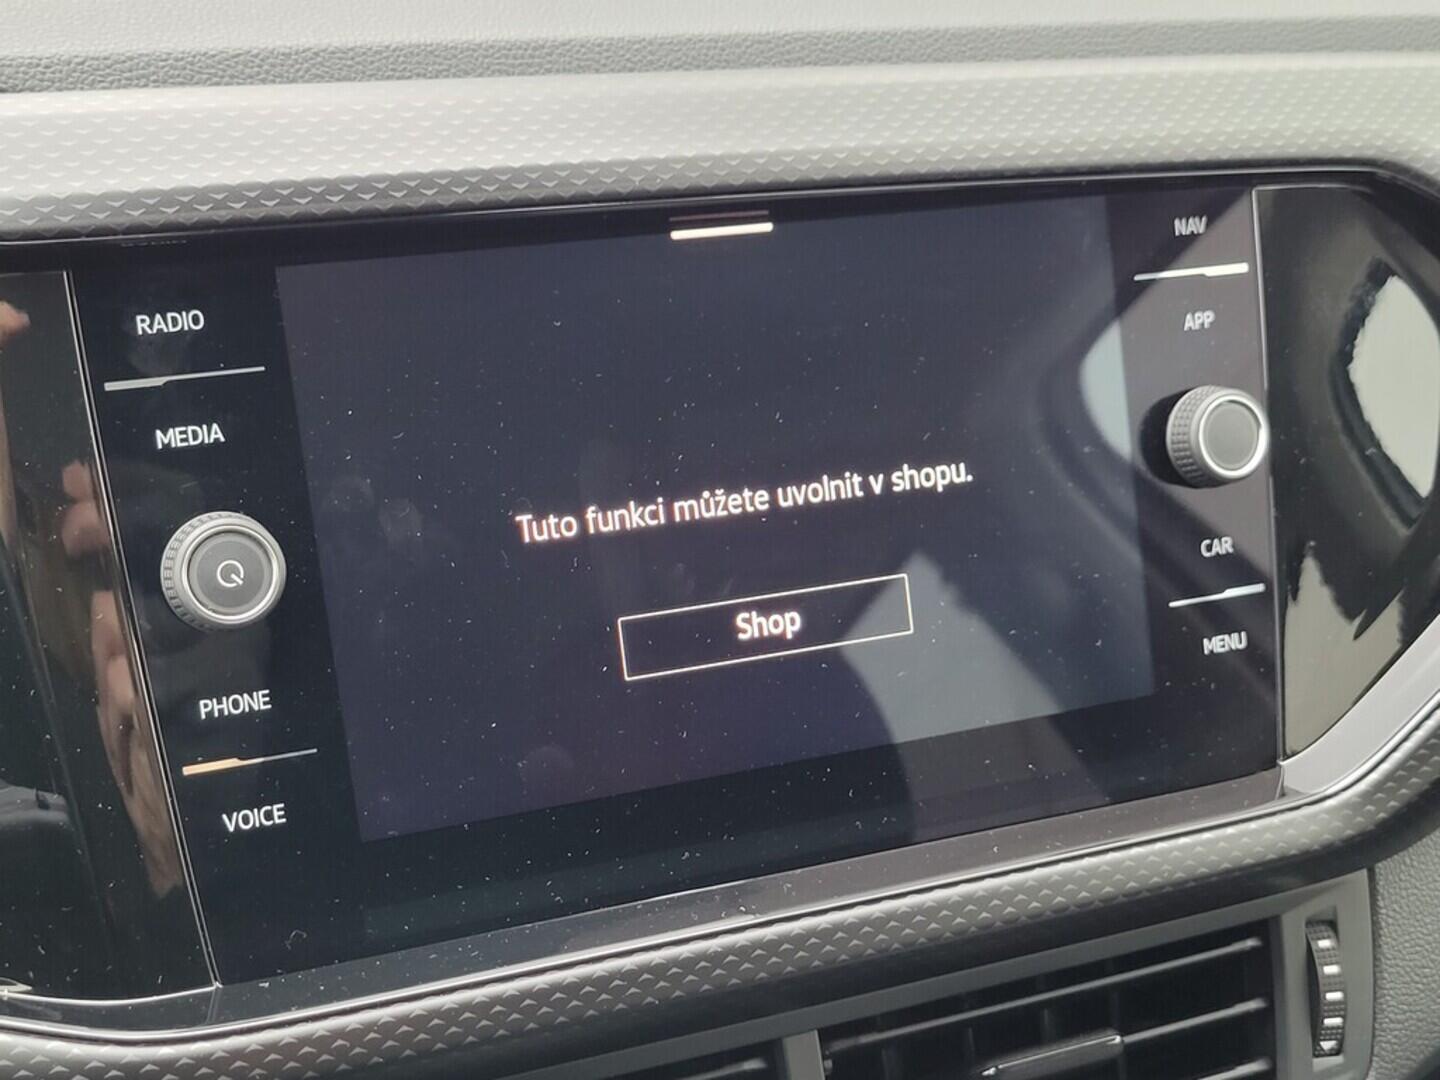 RADIO
MEDIA
PHONE
VOICE
Tuto funkci můžete uvolnit v shopu.
Shop
NAV
APP
CAR
MENU